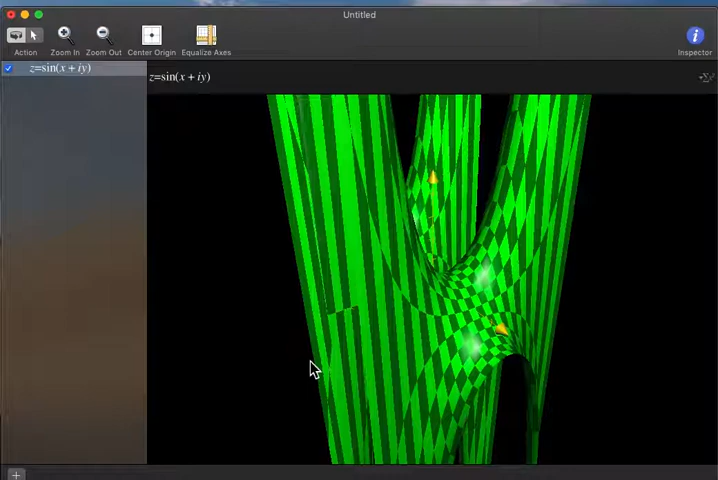 Untitled
Action Zoom In Zoom Out Center Origin Equalize Axes Inspector
z=sin(x + iy)
z=sin(x + iy)